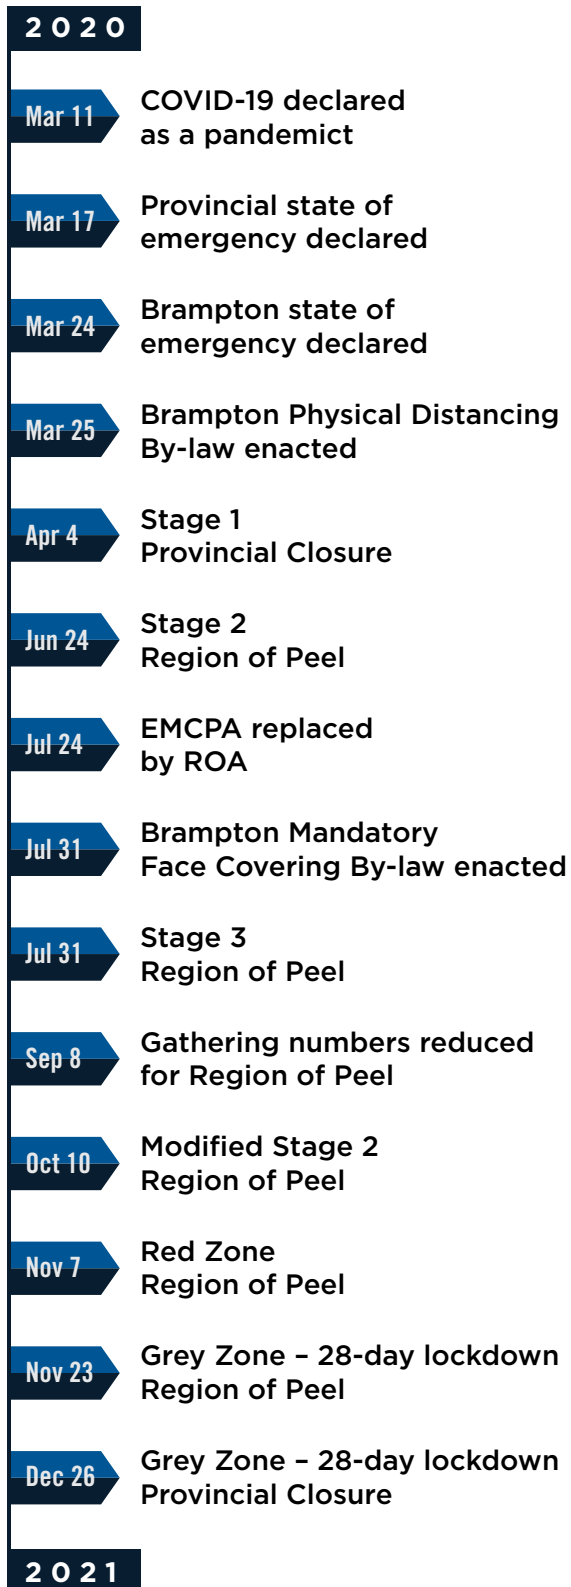 2020
Mar 11
COVID-19 declared
as a pandemict
Mar 17
Provincial state of
emergency declared
Mar 24
Brampton state of
emergency declared
Mar 25
Brampton Physical Distancing
By-law enacted
Apr 4
Stage 1
Provincial Closure
Jun 24
Stage 2
Region of Peel
Jul 24
EMCPA replaced
by ROA
Jul 31
Brampton Mandatory
Face Covering By-law enacted
Jul 31
Stage 3
Region of Peel
Sep 8
Gathering numbers reduced
for Region of Peel
Oct 10
Modified Stage 2
Region of Peel
Nov 7
Red Zone
Region of Peel
Nov 23
Grey Zone – 28-day lockdown
Region of Peel
Dec 26
Grey Zone – 28-day lockdown
Provincial Closure
2021